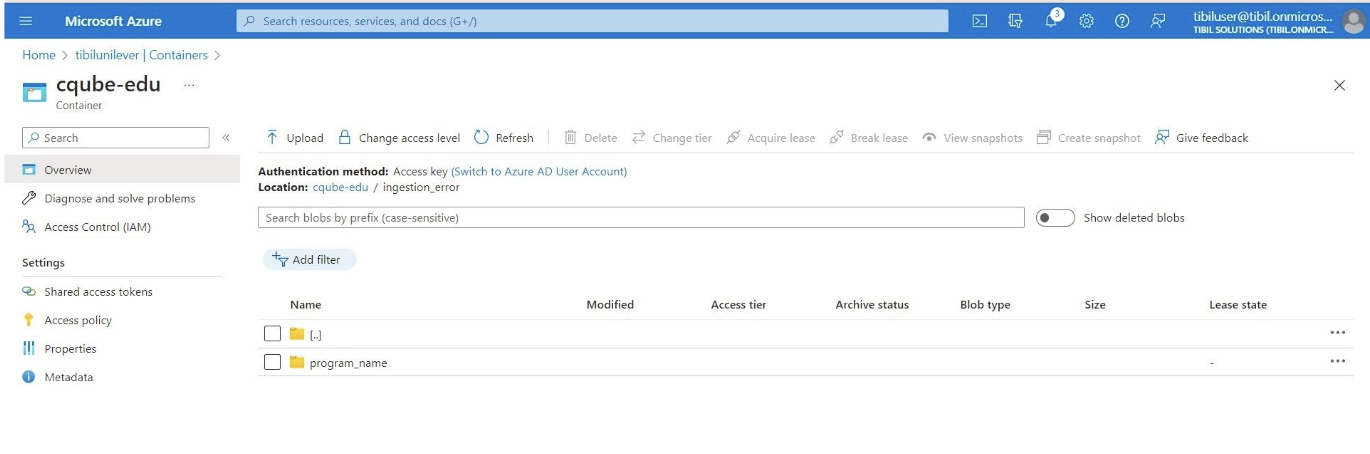 Microsoft Azure
Search resources, services, and docs (G+/)
3
tibiluser@tibil.onmicros...
TIBIL SOLUTIONS (TIBIL.ONMICR...
Home > tibilunilever | Containers >
cqube-edu ...
Container
Search «
Upload Change access level Refresh Delete Change tier Acquire lease Break lease View snapshots Create snapshot Give feedback
Overview
Diagnose and solve problems
Access Control (IAM)
Settings
Shared access tokens
Access policy
Properties
Metadata
Authentication method: Access key (Switch to Azure AD User Account)
Location: cqube-edu / ingestion_error
Search blobs by prefix (case-sensitive)
Show deleted blobs
Add filter
Name Modified Access tier Archive status Blob type Size Lease state
[..] ...
program_name - ...